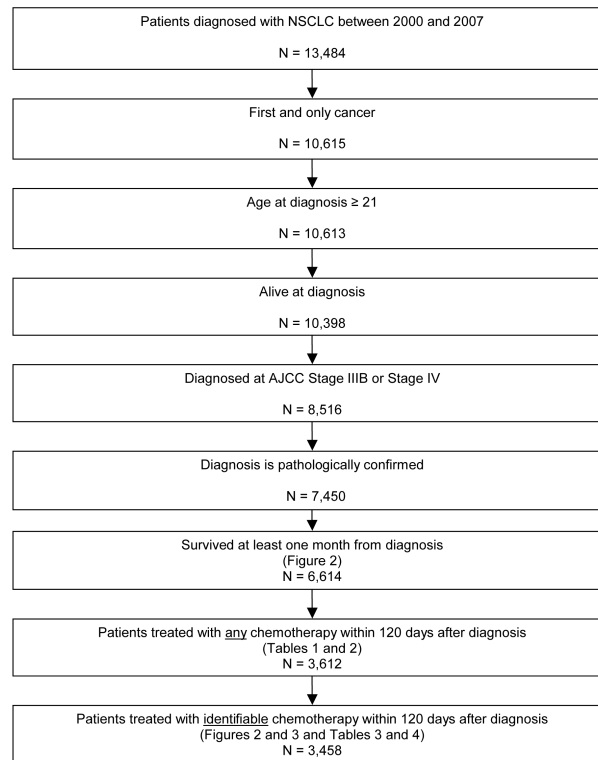 Patients diagnosed with NSCLC between 2000 and 2007
N = 13,484
First and only cancer
N = 10,615
Age at diagnosis ≥ 21
N = 10,613
Alive at diagnosis
N = 10,398
Diagnosed at AJCC Stage IIIB or Stage IV
N = 8,516
Diagnosis is pathologically confirmed
N = 7,450
Survived at least one month from diagnosis
(Figure 2)
N = 6,614
Patients treated with any chemotherapy within 120 days after diagnosis
(Tables 1 and 2)
N = 3,612
Patients treated with identifiable chemotherapy within 120 days after diagnosis
(Figures 2 and 3 and Tables 3 and 4)
N = 3,458